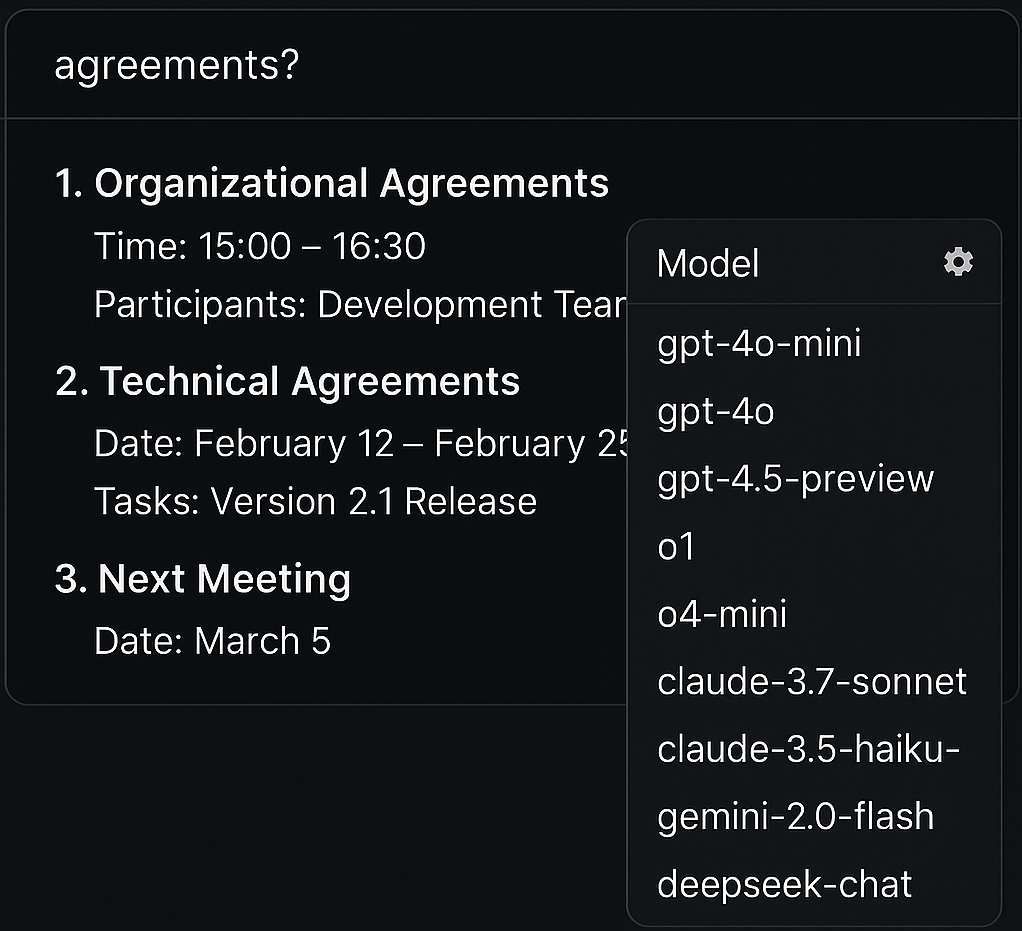 agreements?
1. Organizational Agreements
Time: 15:00 – 16:30
Participants: Development
2. Technical Agreements
Date: February 12 – February 25
Tasks: Version 2.1 Release
3. Next Meeting
Date: March 5
Model
gpt-4o-mini
gpt-4o
gpt-4.5-preview
o1
o4-mini
claude-3.7-sonnet
claude-3.5-haiku-
gemini-2.0-flash
deepseek-chat